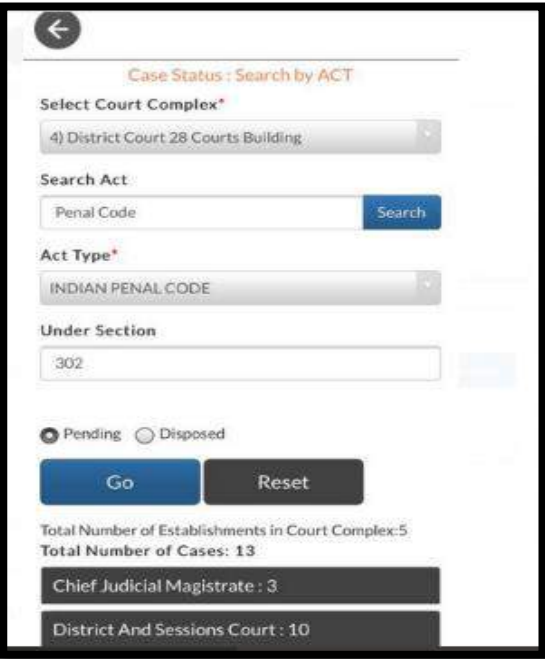 Case Status : Search by ACT
Select Court Complex*
4) District Court 28 Courts Building
Search Act
Penal Code Search
Act Type*
INDIAN PENAL CODE
Under Section
302
Pending Disposed
Go Reset
Total Number of Establishments in Court Complex:5
Total Number of Cases: 13
Chief Judicial Magistrate : 3
District And Sessions Court : 10